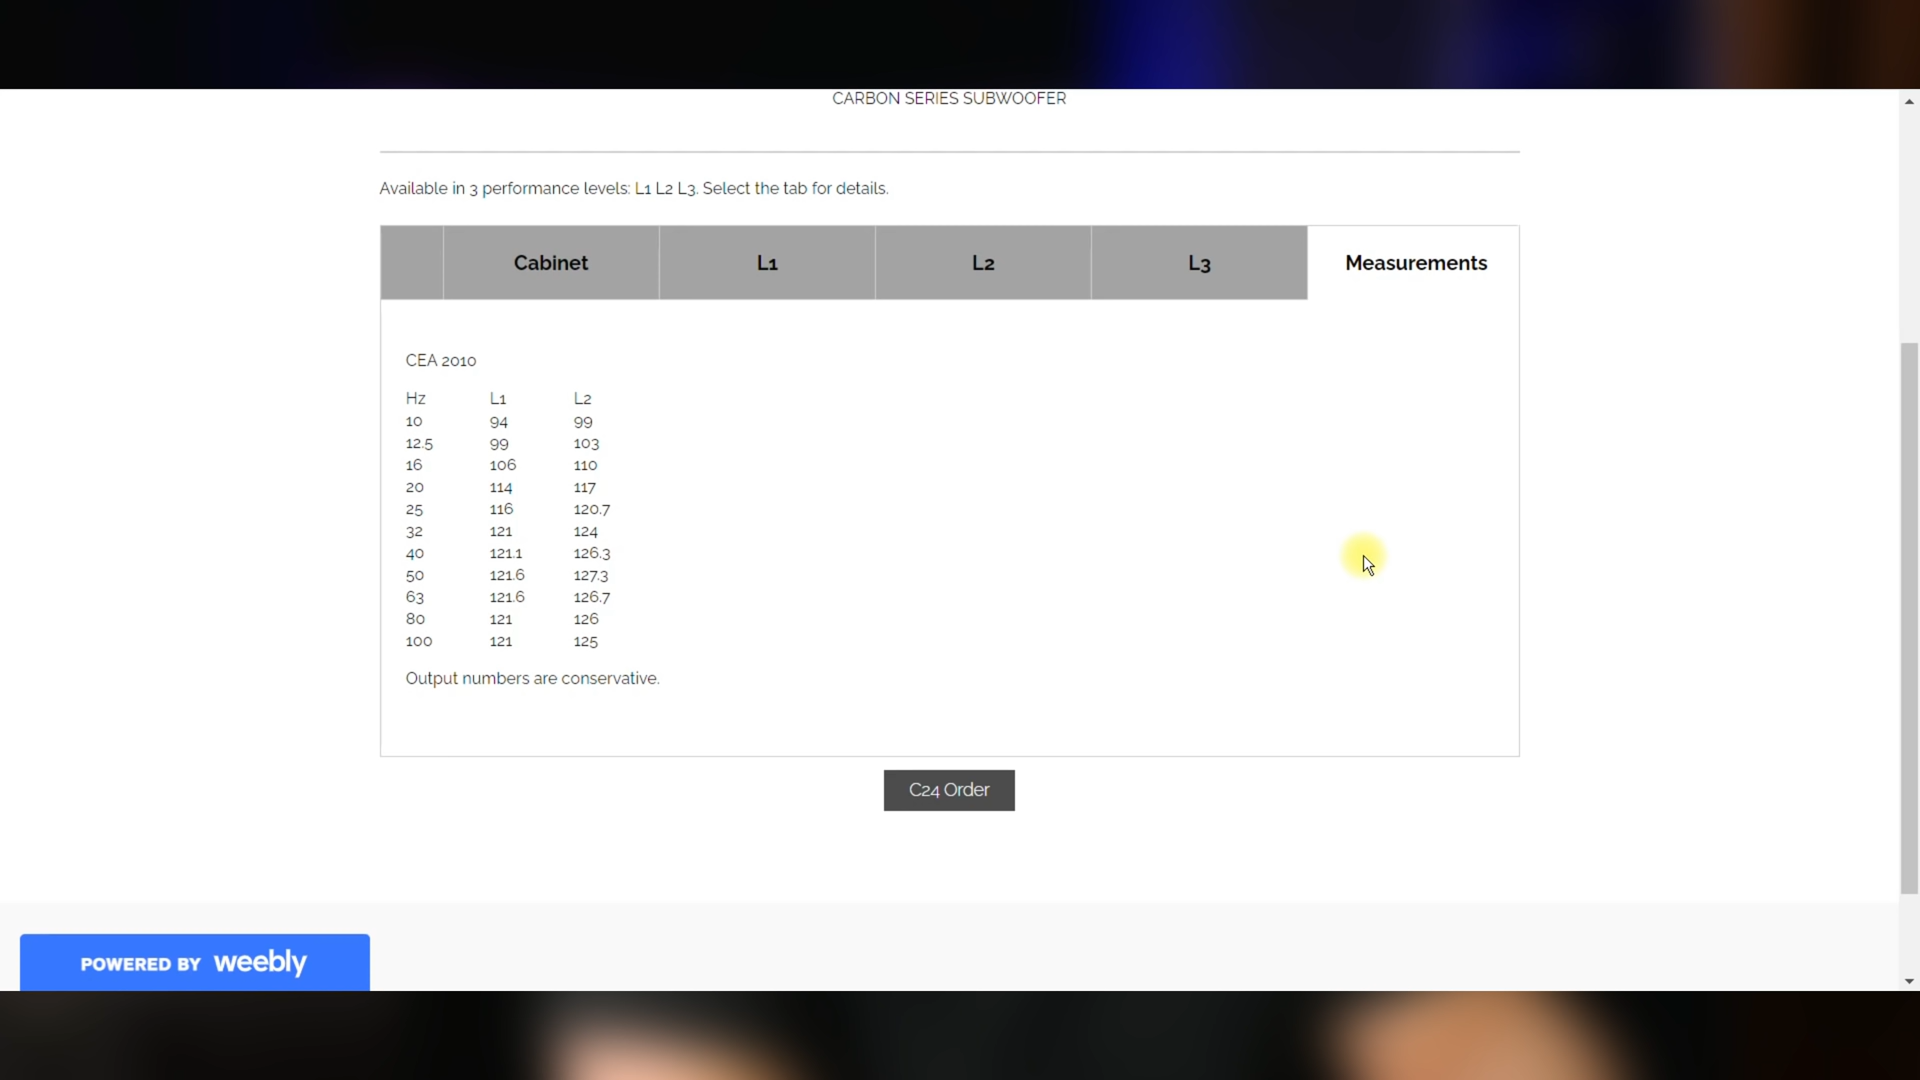 CARBON SERIES SUBWOOFER
Available in 3 performance levels: L1 L2 L3. Select the tab for details.
Cabinet L1 L2 L3 Measurements
CEA 2010
Hz L1 L2
10 94 99
12.5 99 103
16 106 110
20 114 117
25 116 120.7
32 121 124
40 121.1 126.3
50 121.6 127.3
63 121.6 126.7
80 121 126
100 121 125
Output numbers are conservative.
C24 Order
POWERED BY weebly